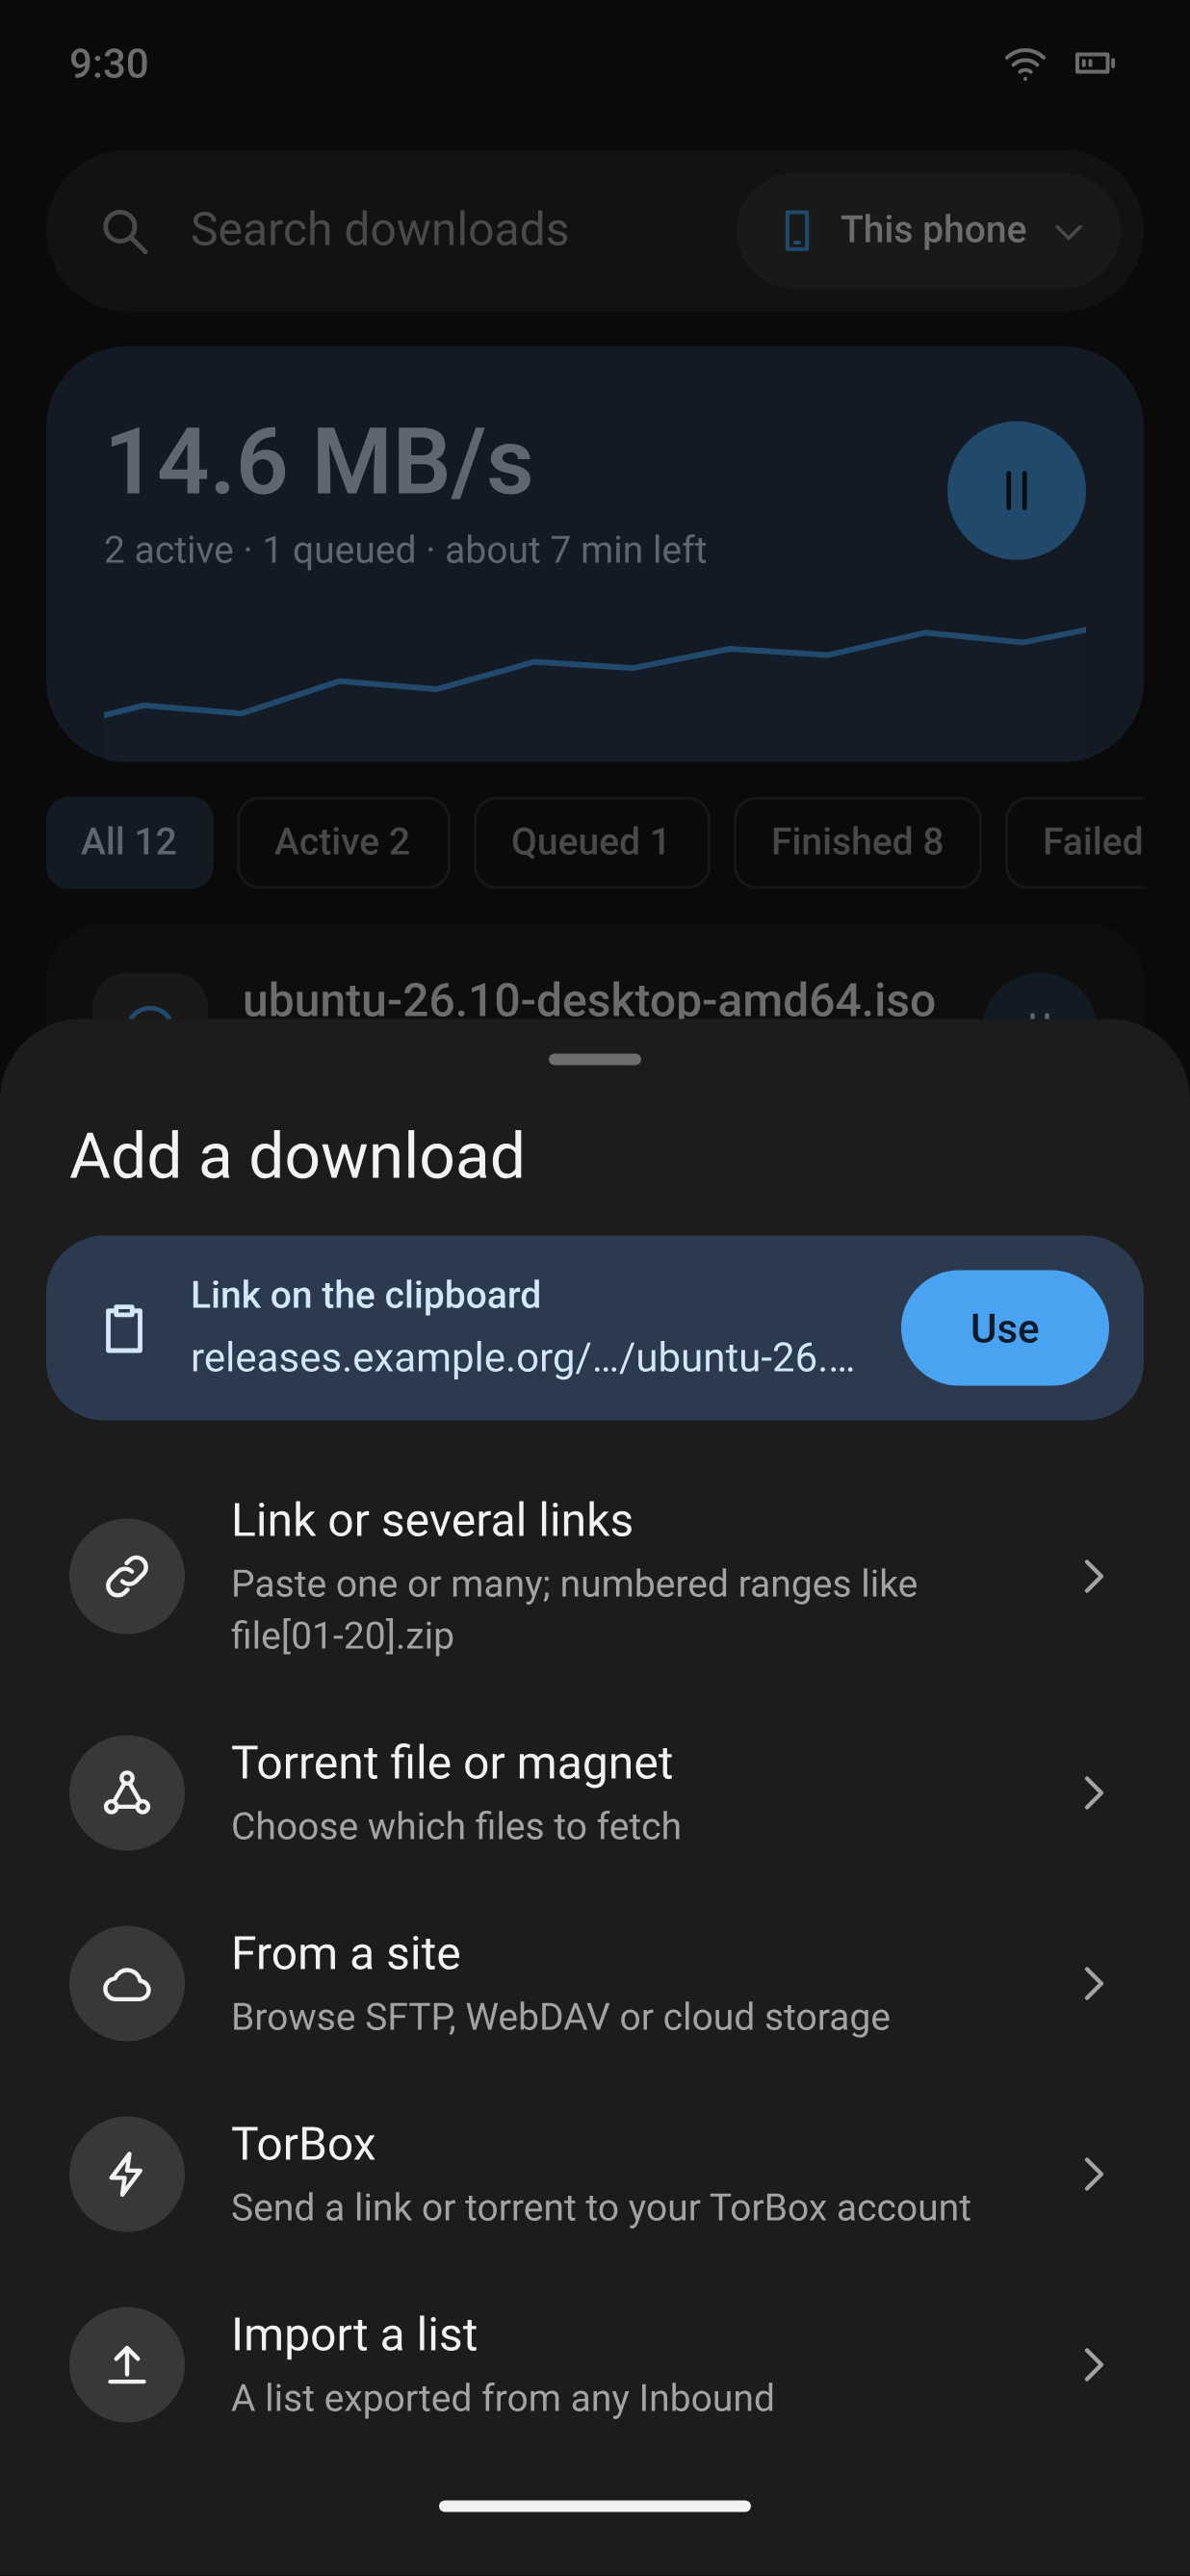 9:30
Search downloads
This phone
14.6 MB/s
2 active · 1 queued · about 7 min left
All 12
Active 2
Queued 1
Finished 8
Failed
ubuntu-26.10-desktop-amd64.iso
Add a download
Link on the clipboard
releases.example.org/…/ubuntu-26.…
Use
Link or several links
Paste one or many; numbered ranges like
file[01-20].zip
Torrent file or magnet
Choose which files to fetch
From a site
Browse SFTP, WebDAV or cloud storage
TorBox
Send a link or torrent to your TorBox account
Import a list
A list exported from any Inbound